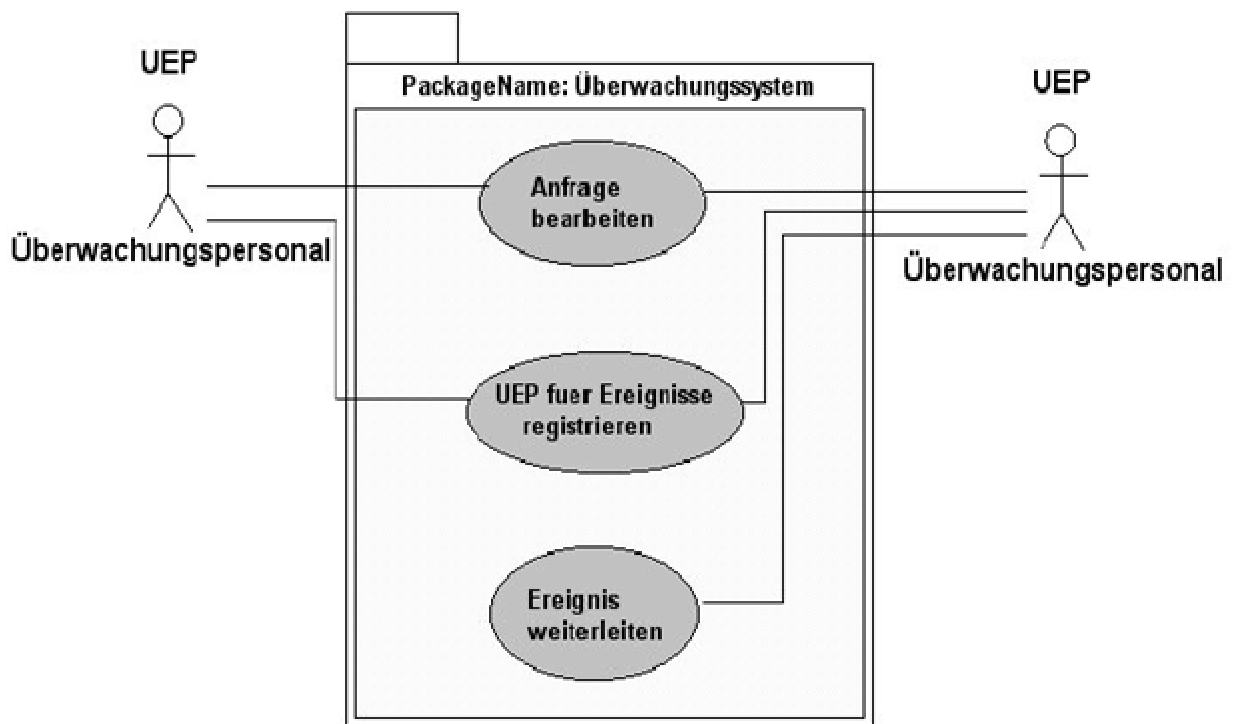 UEP
Überwachungspersonal
PackageName: Überwachungssystem
Anfrage
bearbeiten
UEP fuer Ereignisse
registrieren
Ereignis
weiterleiten
UEP
Überwachungspersonal